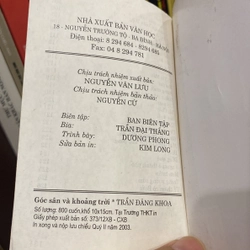 NHÀ XUẤT BẢN VĂN HỌC
18 - NGUYỄN TRƯỜNG TỘ - BA ĐÌNH - HÀ NỘI
Điện thoại: 8 294 684 - 8294 685
Fax: 04 8 294 781
Chịu trách nhiệm xuất bản:
NGUYỄN VĂN LƯU
Chịu trách nhiệm bản thảo:
NGUYỄN CỪ
Biên tập: BAN BIÊN TẬP
Bìa: TRẦN ĐẠI THẮNG
Trình bày: DƯƠNG PHONG
Sửa bản in: KIM LONG
Góc sân và khoảng trời * TRẦN ĐĂNG KHOA
Số lượng: 800 cuốn, khổ 10x15cm. Tại Trường THKT in
Giấy phép xuất bản số: 373/12XB - CXB
In xong và nộp lưu chiểu Quý II năm 2003.